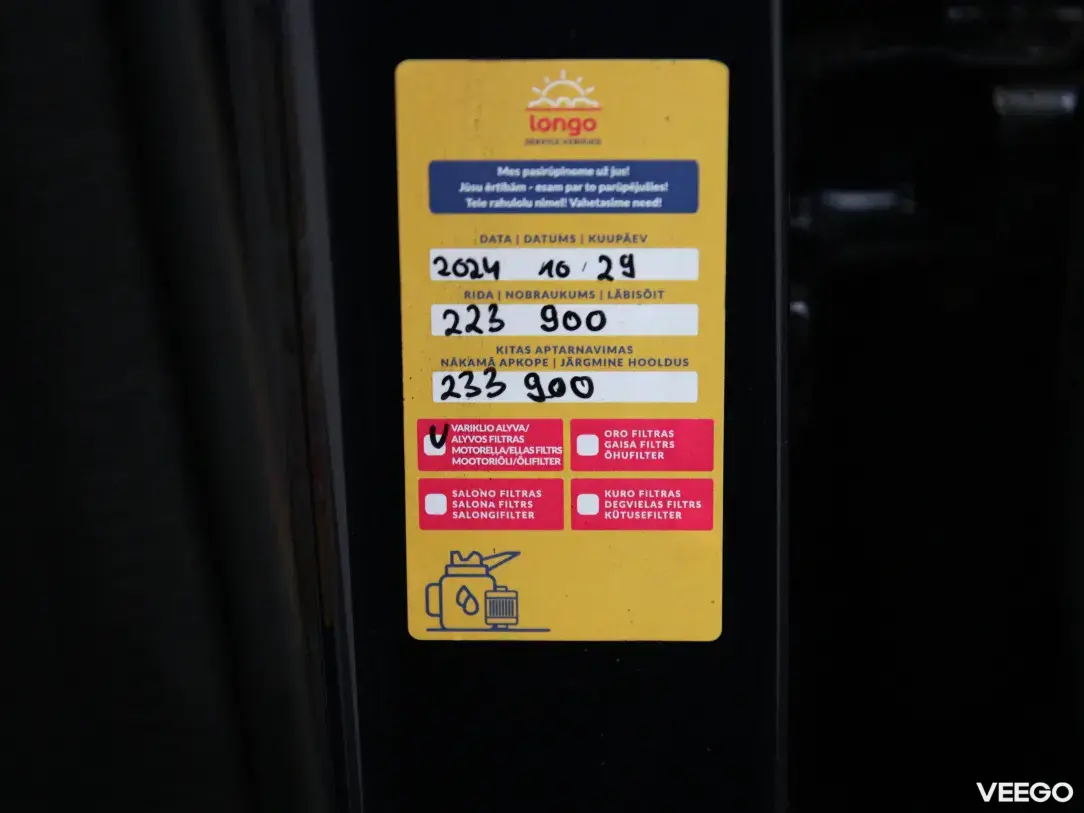 longo
Mes pasirūpinome už jus!
Jūsu ērtībām - esam par to parūpējušies!
Teie rahulolu nimel! Vahetasime need!
DATA | DATUMS | KUUPÄEV
2024 10 29
RIDA | NOBRAUKUMS | LÄBISÕIT
223 900
KITAS APTARNAVIMAS
NĀKAMĀ APKOPE | JÄRGMINE HOOLDUS
233 900
VARIKLIO ALYVA/
ALYVOS FILTRAS
MOTOREĻĻA/EĻĻAS FILTRS
MOOTORIÕLI/ÕLIFILTER
ORO FILTRAS
GAISA FILTRS
ÕHUFILTER
SALONO FILTRAS
SALONA FILTRS
SALONGIFILTER
KURO FILTRAS
DEGVIELAS FILTRS
KÜTUSEFILTER
VEEGO